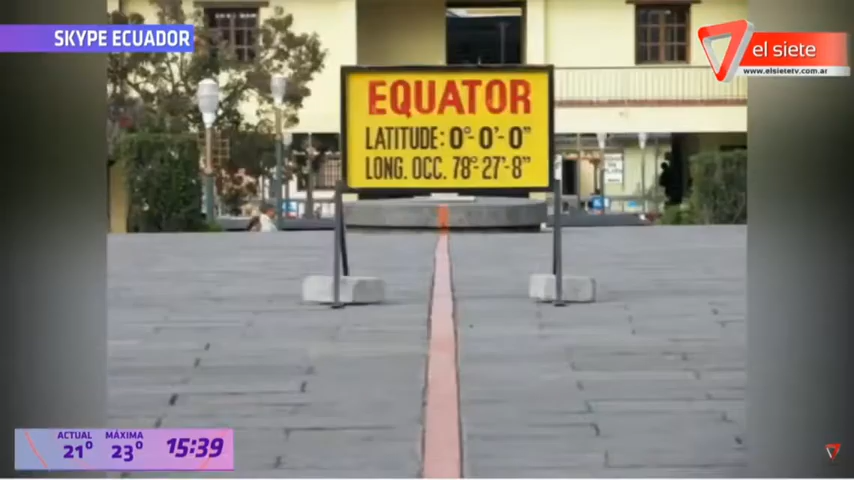 SKYPE ECUADOR
el siete
www.elsietetv.com.ar
EQUATOR
LATITUDE: 0°-0'-0"
LONG. OCC. 78°-27'-8"
ACTUAL MÁXIMA
21° 23° 15:39